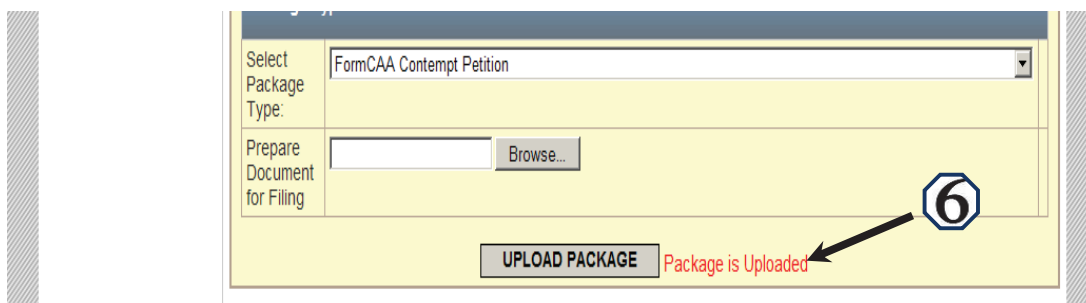 Select
Package
Type:
FormCAA Contempt Petition
Prepare
Document
for Filing
Browse...
6
UPLOAD PACKAGE Package is Uploaded